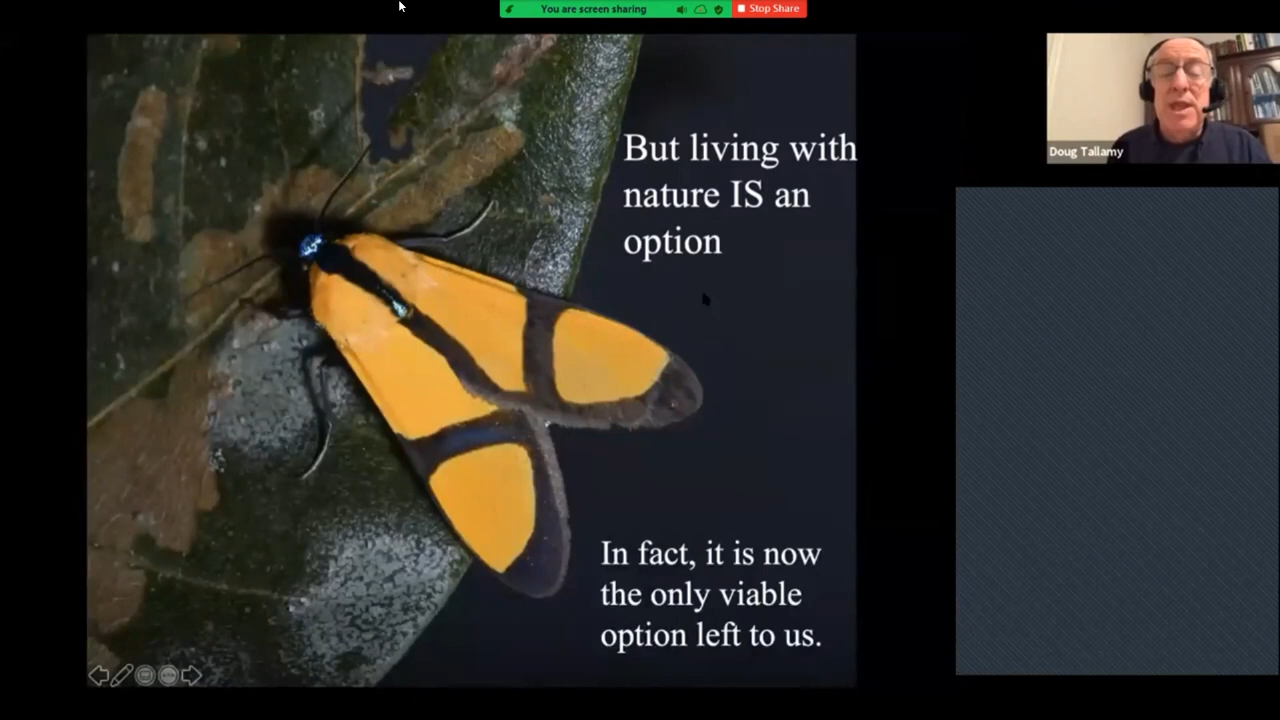 You are screen sharing
Stop Share
But living with
nature IS an
option
Doug Tallamy
In fact, it is now
the only viable
option left to us.